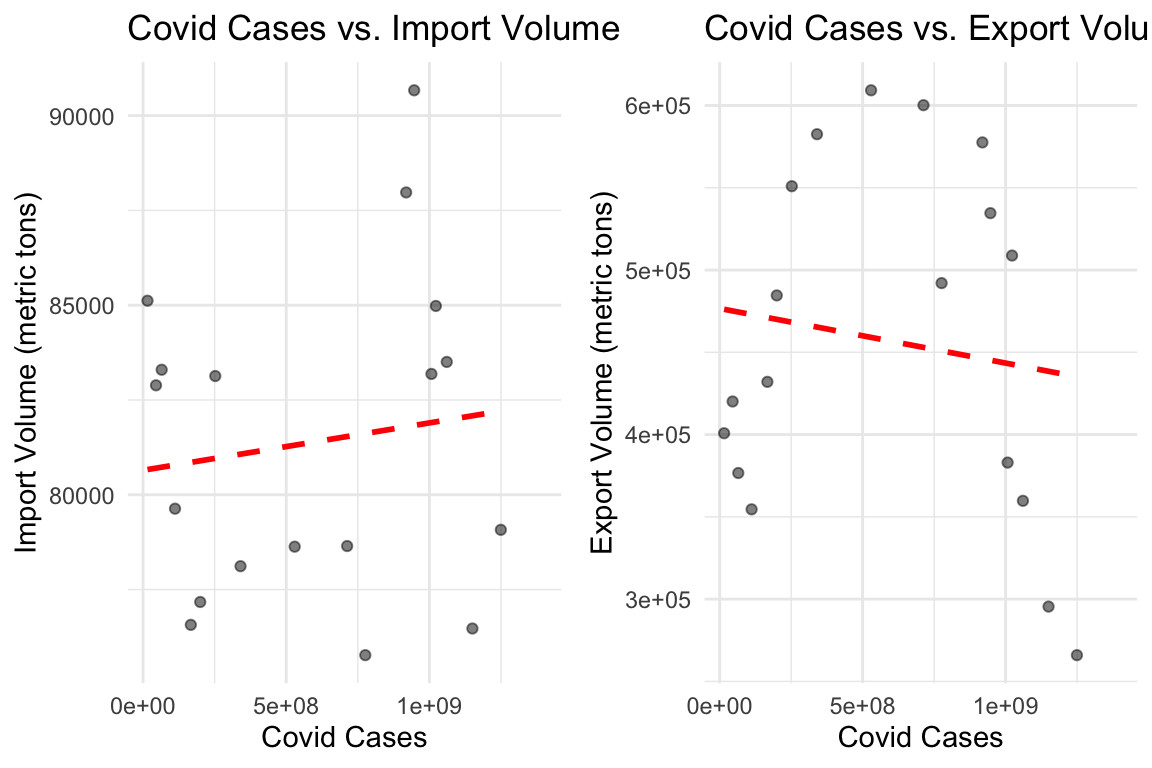 Covid Cases vs. Import Volume
Import Volume (metric tons)
90000
85000
80000
0e+00 5e+08 1e+09
Covid Cases
Covid Cases vs. Export Volu
Export Volume (metric tons)
6e+05
5e+05
4e+05
3e+05
0e+00 5e+08 1e+09
Covid Cases